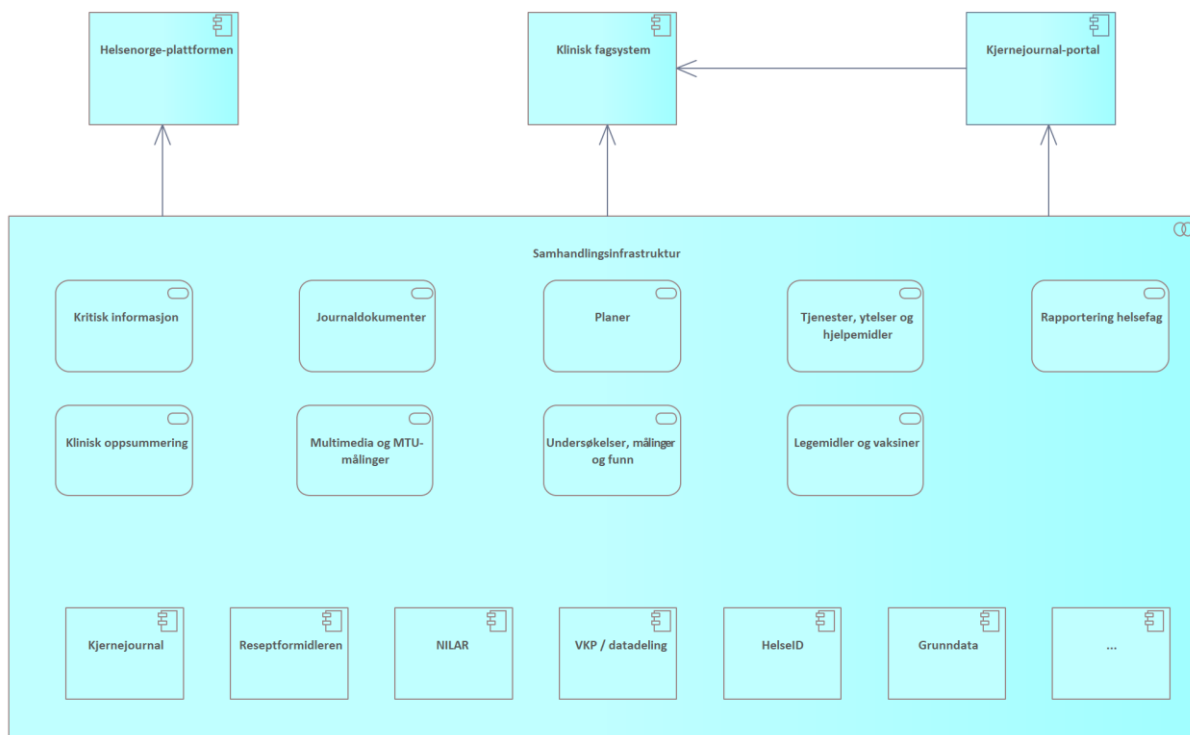 Helsenorge-plattformen
Klinisk fagsystem
Kjernejournal-portal
Samhandlingsinfrastruktur
Kritisk informasjon
Journaldokumenter
Planer
Tjenester, ytelser og
hjelpemidler
Rapportering helsefag
Klinisk oppsummering
Multimedia og MTU-
målinger
Undersøkelser, målinger
og funn
Legemidler og vaksiner
Kjernejournal
Reseptformidleren
NILAR
VKP / datadeling
HelseID
Grunndata
...